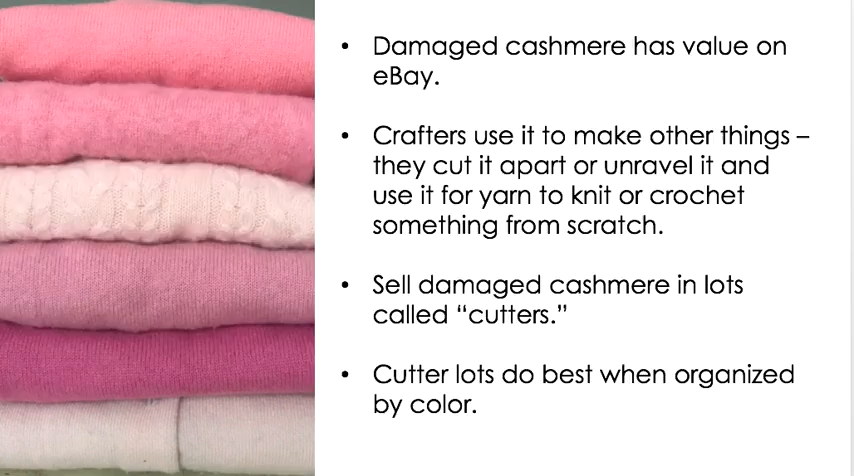 • Damaged cashmere has value on
eBay.
• Crafters use it to make other things –
they cut it apart or unravel it and
use it for yarn to knit or crochet
something from scratch.
• Sell damaged cashmere in lots
called “cutters.”
• Cutter lots do best when organized
by color.